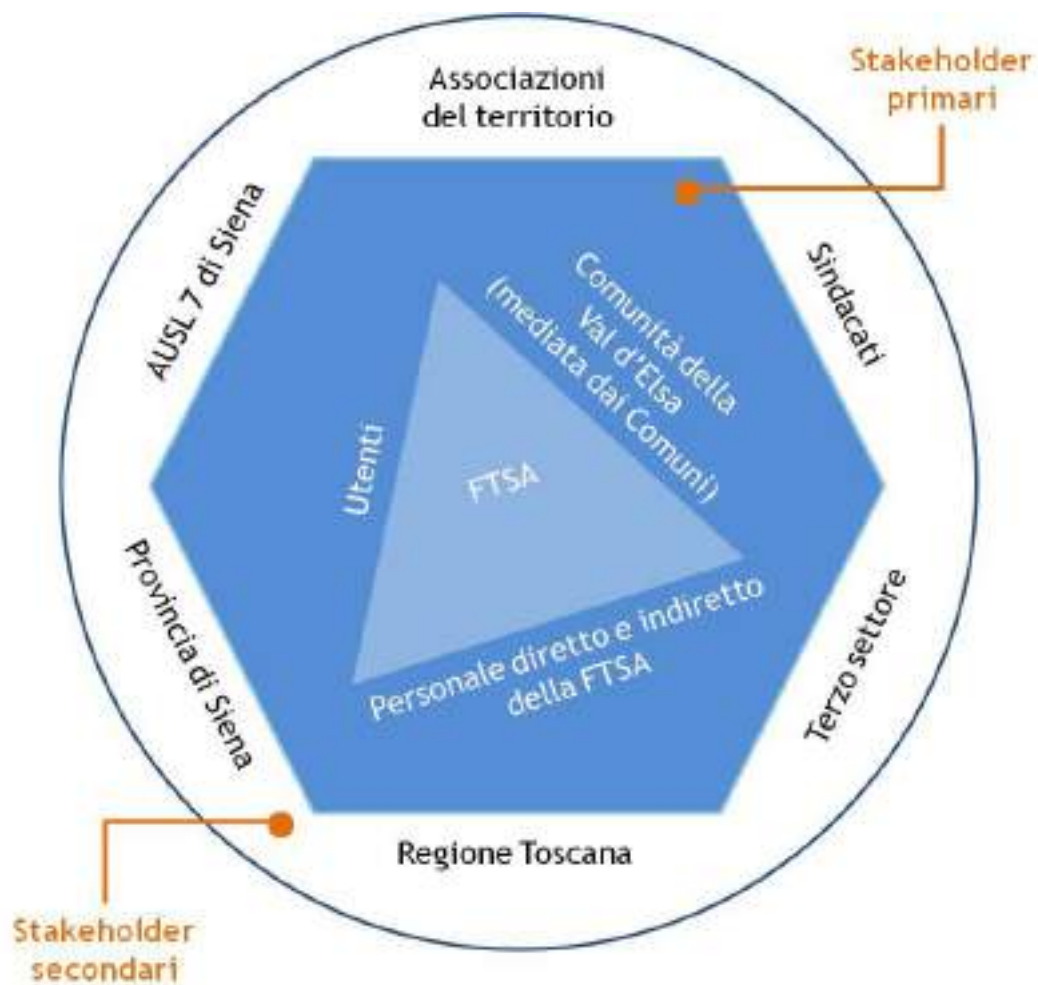 Associazioni
del territorio
Stakeholder
primari
AUSL 7 di Siena
Sindacati
Comunità della
Val d'Elsa
(mediata dai Comuni)
Utenti
FTSA
Personale diretto e indiretto
della FTSA
Provincia di Siena
Terzo settore
Regione Toscana
Stakeholder
secondari